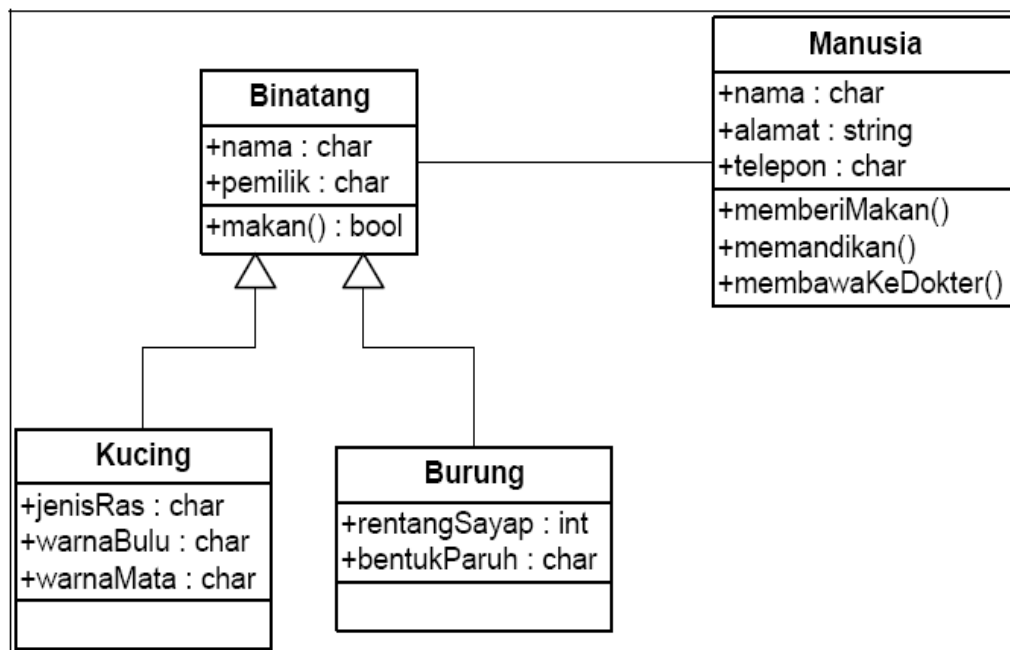 Binatang
+nama : char
+pemilik : char
+makan() : bool
Manusia
+nama : char
+alamat : string
+telepon : char
+memberiMakan()
+memandikan()
+membawaKeDokter()
Kucing
+jenisRas : char
+warnaBulu : char
+warnaMata : char
Burung
+rentangSayap : int
+bentukParuh : char